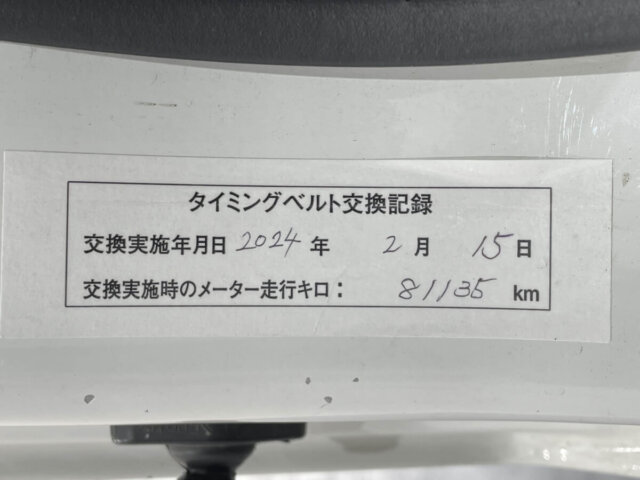 タイミングベルト交換記録
交換実施年月日 2024 年 2 月 15 日
交換実施時のメーター走行キロ： 81135 km